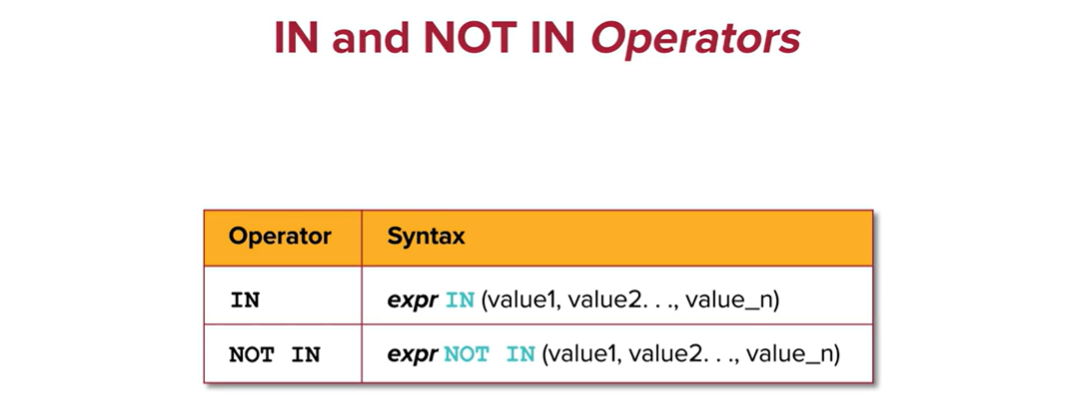 IN and NOT IN Operators
Operator Syntax
IN expr IN (value1, value2. . ., value_n)
NOT IN expr NOT IN (value1, value2. . ., value_n)